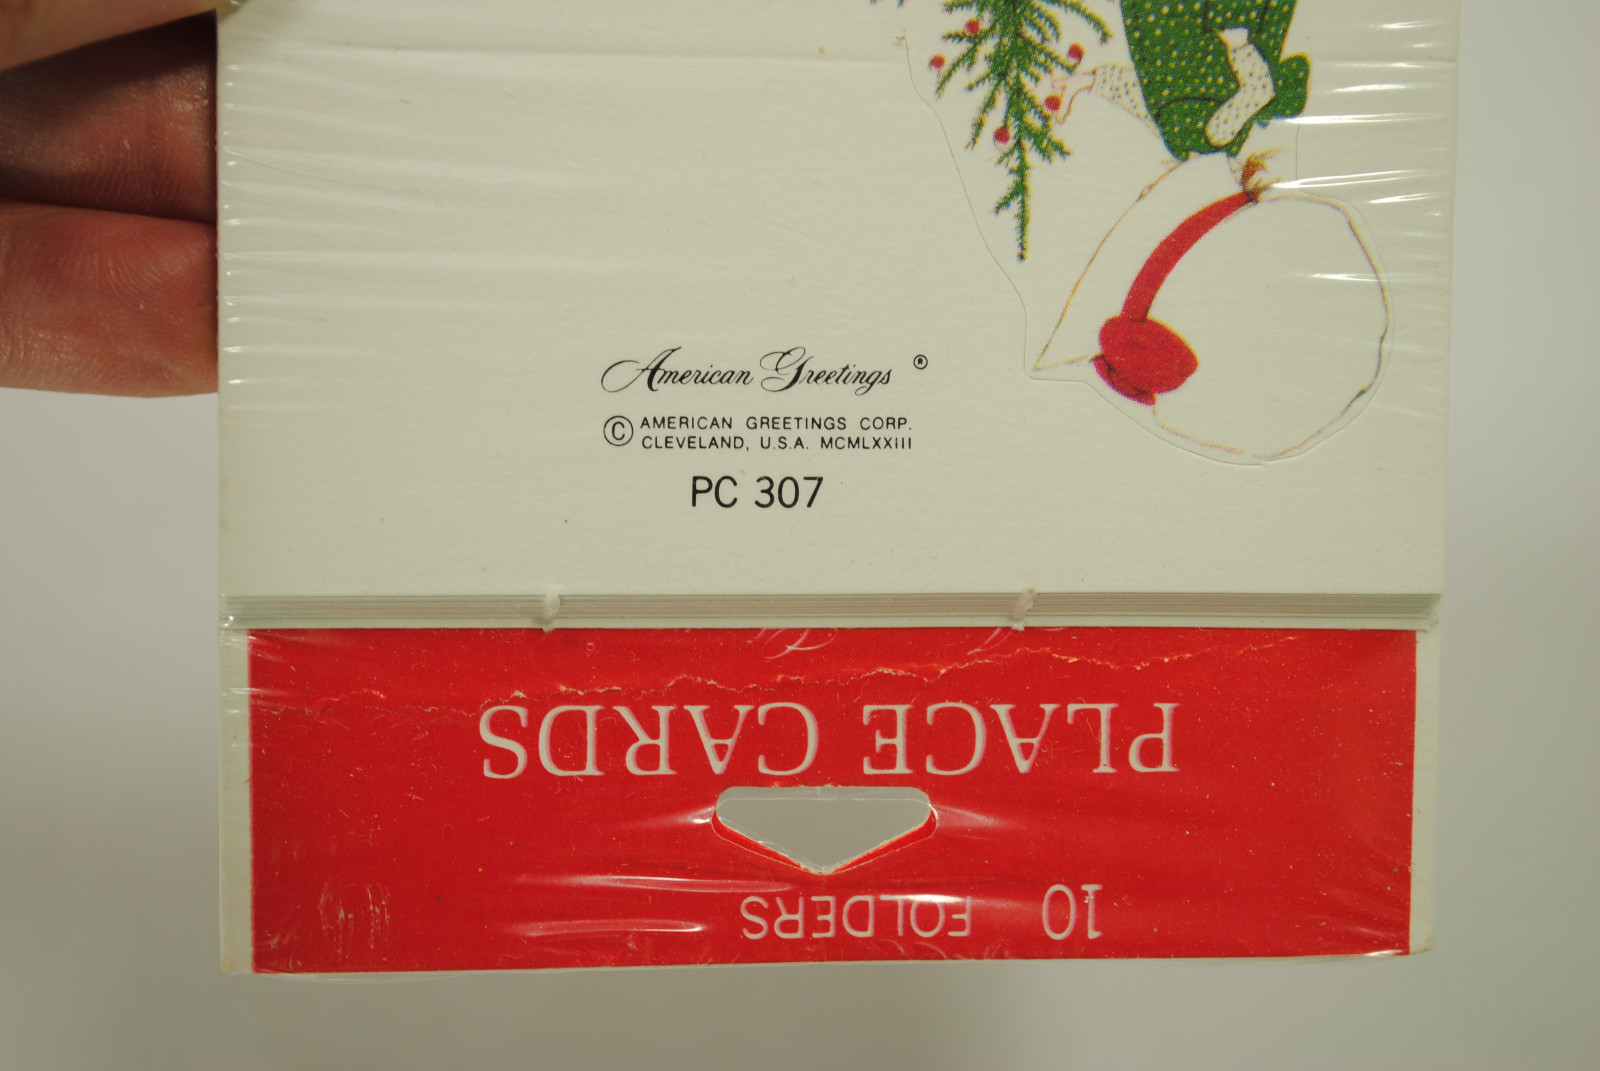 American Greetings ®
© AMERICAN GREETINGS CORP.
CLEVELAND, U.S.A. MCMLXXIII
PC 307
PLACE CARDS
10 FOLDERS